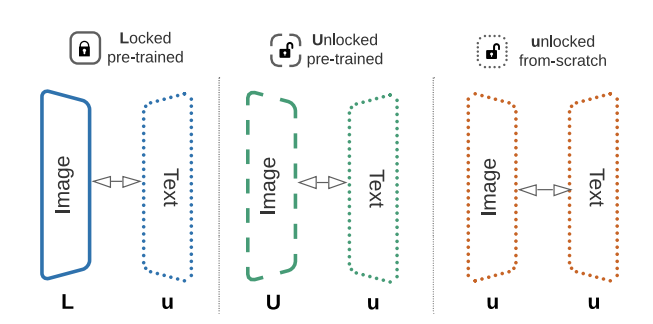 Locked
pre-trained
Unlocked
pre-trained
unlocked
from-scratch
Image
Text
Image
Text
Image
Text
L
u
U
u
u
u